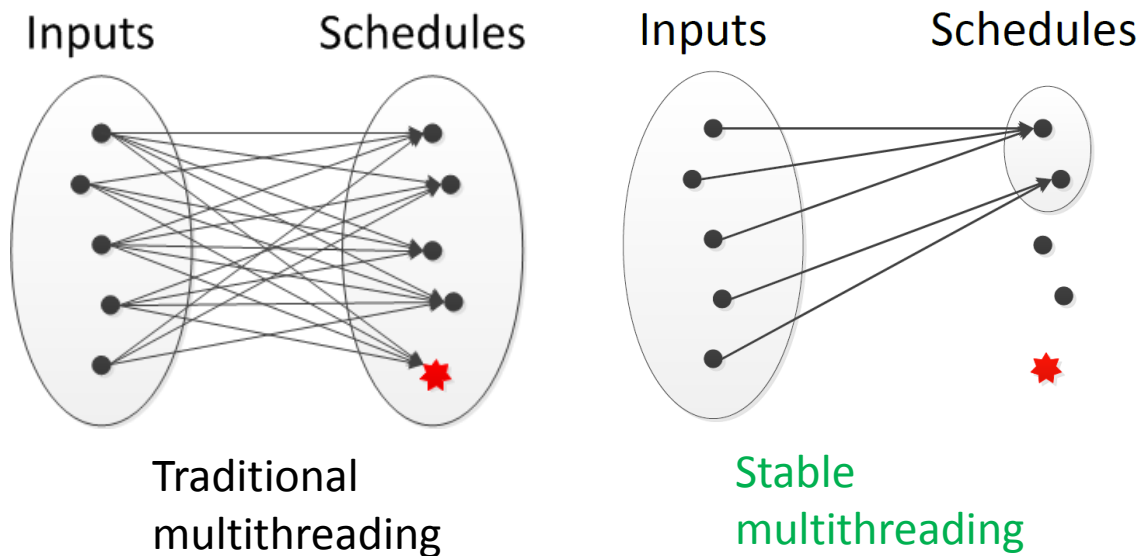 Inputs
Schedules
Inputs
Schedules
Traditional
multithreading
Stable
multithreading